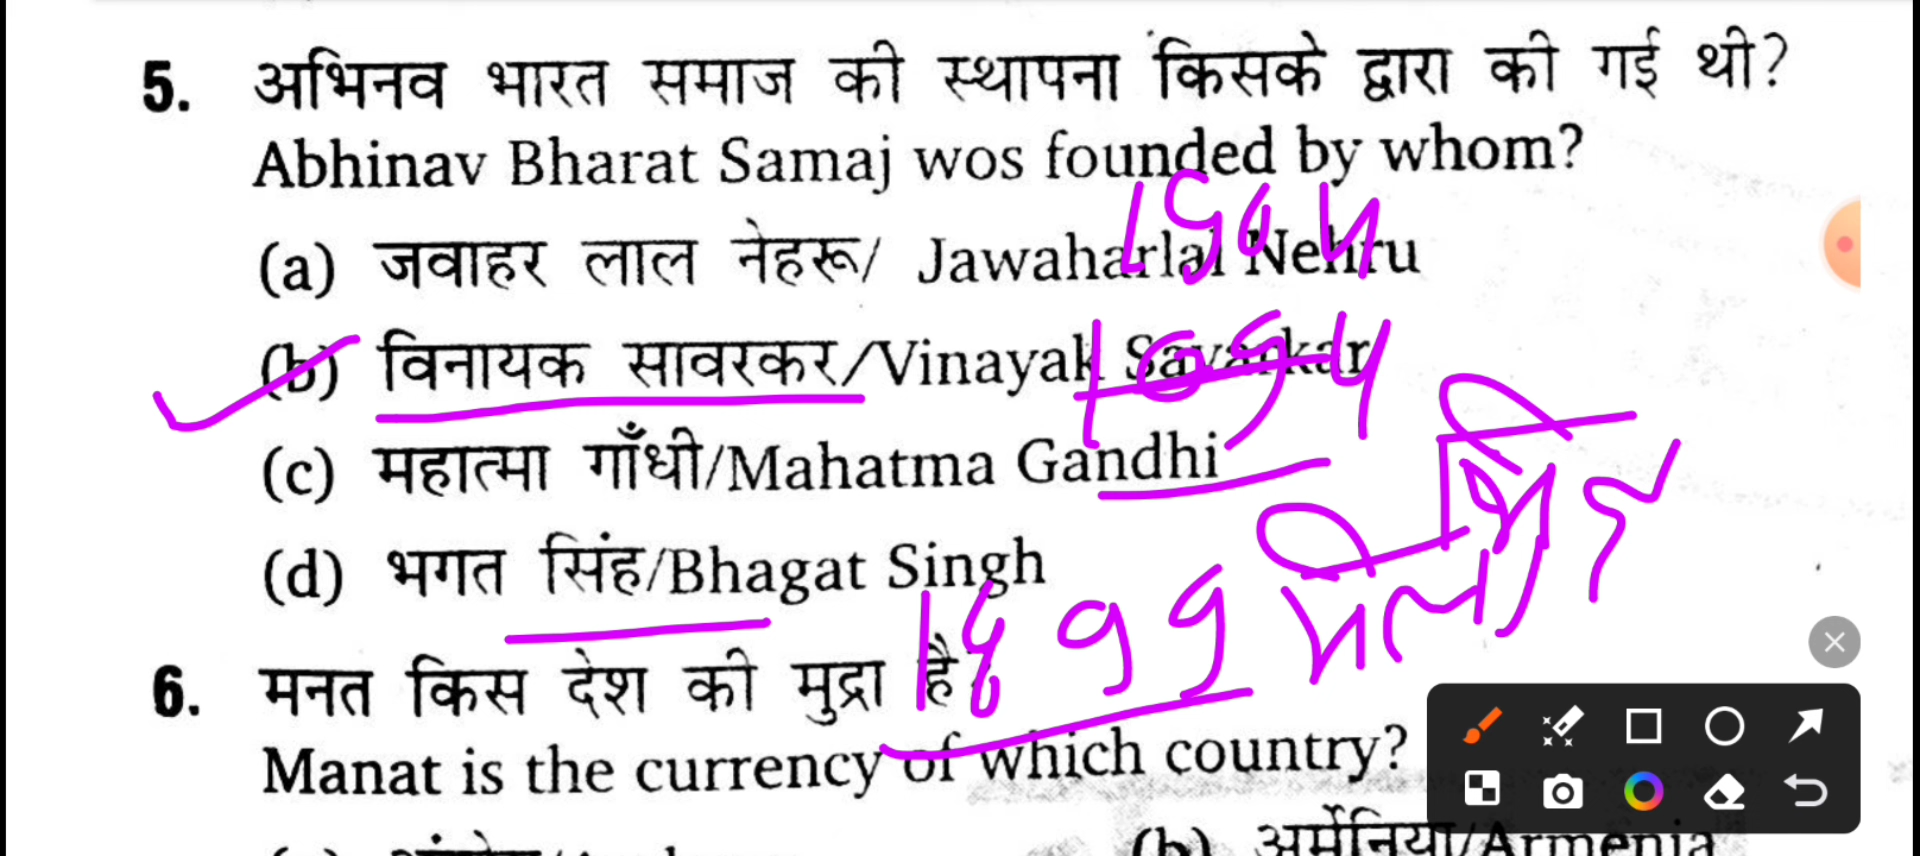 5. अभिनव भारत समाज की स्थापना किसके द्वारा की गई थी?
Abhinav Bharat Samaj wos founded by whom?
1904
(a) जवाहर लाल नेहरू/ Jawaharlal Nehru
(b) विनायक सावरकर/Vinayak Savarkar
(c) महात्मा गाँधी/Mahatma Gandhi
(d) भगत सिंह/Bhagat Singh
1899
6. मनत किस देश की मुद्रा है?
Manat is the currency of which country?
(b) अर्मेनिया/Armenia